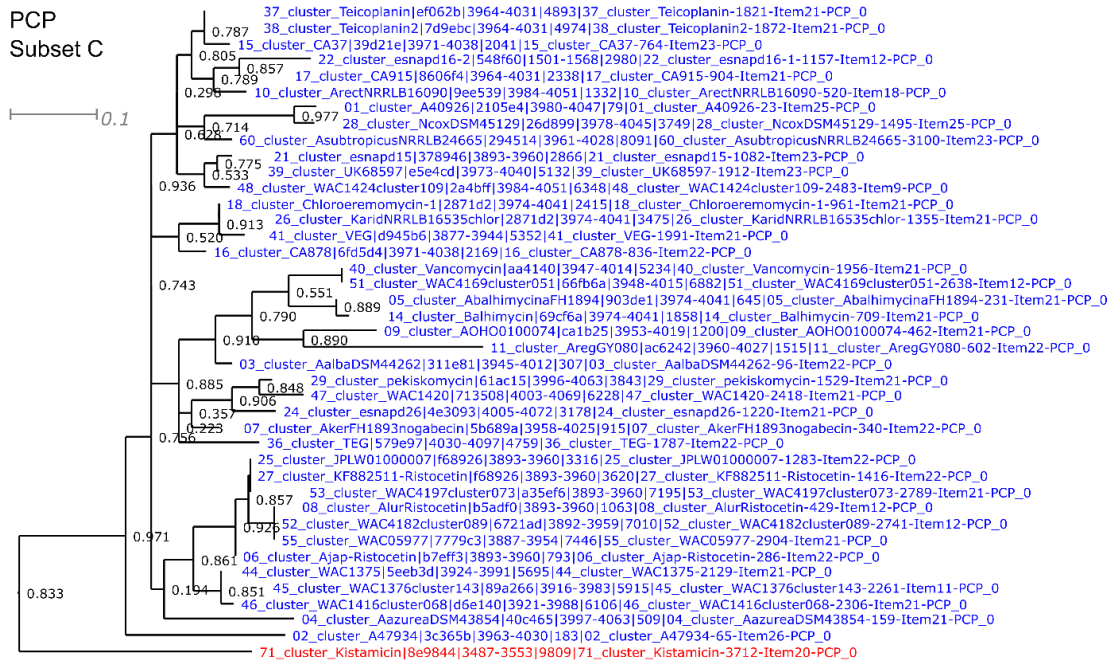 PCP
Subset C
0.1
37_cluster_Teicoplanin|ef062b|3964-4031|4893|37_cluster_Teicoplanin-1821-Item21-PCP_0
38_cluster_Teicoplanin2|7d9ebc|3964-4031|4974|38_cluster_Teicoplanin2-1872-Item21-PCP_0
0.787
15_cluster_CA37|39d21e|3971-4038|2041|15_cluster_CA37-764-Item23-PCP_0
0.805
22_cluster_esnapd16-2|548f60|1501-1568|2980|22_cluster_esnapd16-1-1157-Item12-PCP_0
0.857
17_cluster_CA915|8606f4|3964-4031|2338|17_cluster_CA915-904-Item21-PCP_0
0.789
0.298
10_cluster_ArectNRRLB16090|9ee539|3984-4051|1332|10_cluster_ArectNRRLB16090-520-Item18-PCP_0
01_cluster_A40926|2105e4|3980-4047|79|01_cluster_A40926-23-Item25-PCP_0
0.977
28_cluster_NcoxDSM45129|26d899|3978-4045|3749|28_cluster_NcoxDSM45129-1495-Item25-PCP_0
0.714
0.628
60_cluster_AsubtropicusNRRLB24665|294514|3961-4028|8091|60_cluster_AsubtropicusNRRLB24665-3100-Item23-PCP_0
21_cluster_esnapd15|378946|3893-3960|2866|21_cluster_esnapd15-1082-Item23-PCP_0
0.775
39_cluster_UK68597|e5e4cd|3973-4040|5132|39_cluster_UK68597-1912-Item23-PCP_0
0.533
0.936
48_cluster_WAC1424cluster109|2a4bff|3984-4051|6348|48_cluster_WAC1424cluster109-2483-Item9-PCP_0
18_cluster_Chloroeremomycin-1|2871d2|3974-4041|2415|18_cluster_Chloroeremomycin-1-961-Item21-PCP_0
26_cluster_KaridNRRLB16535chlor|2871d2|3974-4041|3475|26_cluster_KaridNRRLB16535chlor-1355-Item21-PCP_0
0.913
41_cluster_VEG|d945b6|3877-3944|5352|41_cluster_VEG-1991-Item21-PCP_0
0.520
16_cluster_CA878|6fd5d4|3971-4038|2169|16_cluster_CA878-836-Item22-PCP_0
0.743
40_cluster_Vancomycin|aa4140|3947-4014|5234|40_cluster_Vancomycin-1956-Item21-PCP_0
51_cluster_WAC4169cluster051|66fb6a|3948-4015|6882|51_cluster_WAC4169cluster051-2638-Item12-PCP_0
0.551
05_cluster_AbalhimycinaFH1894|903de1|3974-4041|645|05_cluster_AbalhimycinaFH1894-231-Item21-PCP_0
0.889
14_cluster_Balhimycin|69cf6a|3974-4041|1858|14_cluster_Balhimycin-709-Item21-PCP_0
0.790
09_cluster_AOHO0100074|ca1b25|3953-4019|1200|09_cluster_AOHO0100074-462-Item21-PCP_0
0.910
0.890
11_cluster_AregGY080|ac6242|3960-4027|1515|11_cluster_AregGY080-602-Item22-PCP_0
03_cluster_AalbaDSM44262|311e81|3945-4012|307|03_cluster_AalbaDSM44262-96-Item22-PCP_0
0.885
29_cluster_pekiskomycin|61ac15|3996-4063|3843|29_cluster_pekiskomycin-1529-Item21-PCP_0
0.848
47_cluster_WAC1420|713508|4003-4069|6228|47_cluster_WAC1420-2418-Item21-PCP_0
0.906
24_cluster_esnapd26|4e3093|4005-4072|3178|24_cluster_esnapd26-1220-Item21-PCP_0
0.357
0.223
07_cluster_AkerFH1893nogabecin|5b689a|3958-4025|915|07_cluster_AkerFH1893nogabecin-340-Item22-PCP_0
0.756
36_cluster_TEG|579e97|4030-4097|4759|36_cluster_TEG-1787-Item22-PCP_0
25_cluster_JPLW01000007|f68926|3893-3960|3316|25_cluster_JPLW01000007-1283-Item22-PCP_0
27_cluster_KF882511-Ristocetin|f68926|3893-3960|3620|27_cluster_KF882511-Ristocetin-1416-Item22-PCP_0
53_cluster_WAC4197cluster073|a35ef6|3893-3960|7195|53_cluster_WAC4197cluster073-2789-Item21-PCP_0
0.857
08_cluster_AlurRistocetin|b5adf0|3893-3960|1063|08_cluster_AlurRistocetin-429-Item12-PCP_0
52_cluster_WAC4182cluster089|6721ad|3892-3959|7010|52_cluster_WAC4182cluster089-2741-Item12-PCP_0
0.926
0.971
55_cluster_WAC05977|7779c3|3887-3954|7446|55_cluster_WAC05977-2904-Item21-PCP_0
06_cluster_Ajap-Ristocetin|b7eff3|3893-3960|793|06_cluster_Ajap-Ristocetin-286-Item22-PCP_0
0.861
44_cluster_WAC1375|5eeb3d|3924-3991|5695|44_cluster_WAC1375-2129-Item21-PCP_0
45_cluster_WAC1376cluster143|89a266|3916-3983|5915|45_cluster_WAC1376cluster143-2261-Item11-PCP_0
0.194
0.851
0.833
46_cluster_WAC1416cluster068|d6e140|3921-3988|6106|46_cluster_WAC1416cluster068-2306-Item21-PCP_0
04_cluster_AazureaDSM43854|40c465|3997-4063|509|04_cluster_AazureaDSM43854-159-Item21-PCP_0
02_cluster_A47934|3c365b|3963-4030|183|02_cluster_A47934-65-Item26-PCP_0
71_cluster_Kistamicin|8e9844|3487-3553|9809|71_cluster_Kistamicin-3712-Item20-PCP_0